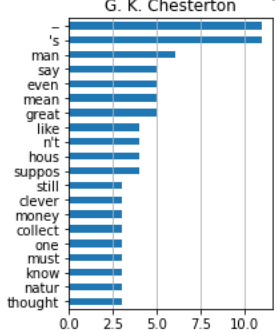 G. K. Chesterton
–
's
man
say
even
mean
great
like
n't
hous
suppos
still
clever
money
collect
one
must
know
natur
thought
0.0 2.5 5.0 7.5 10.0